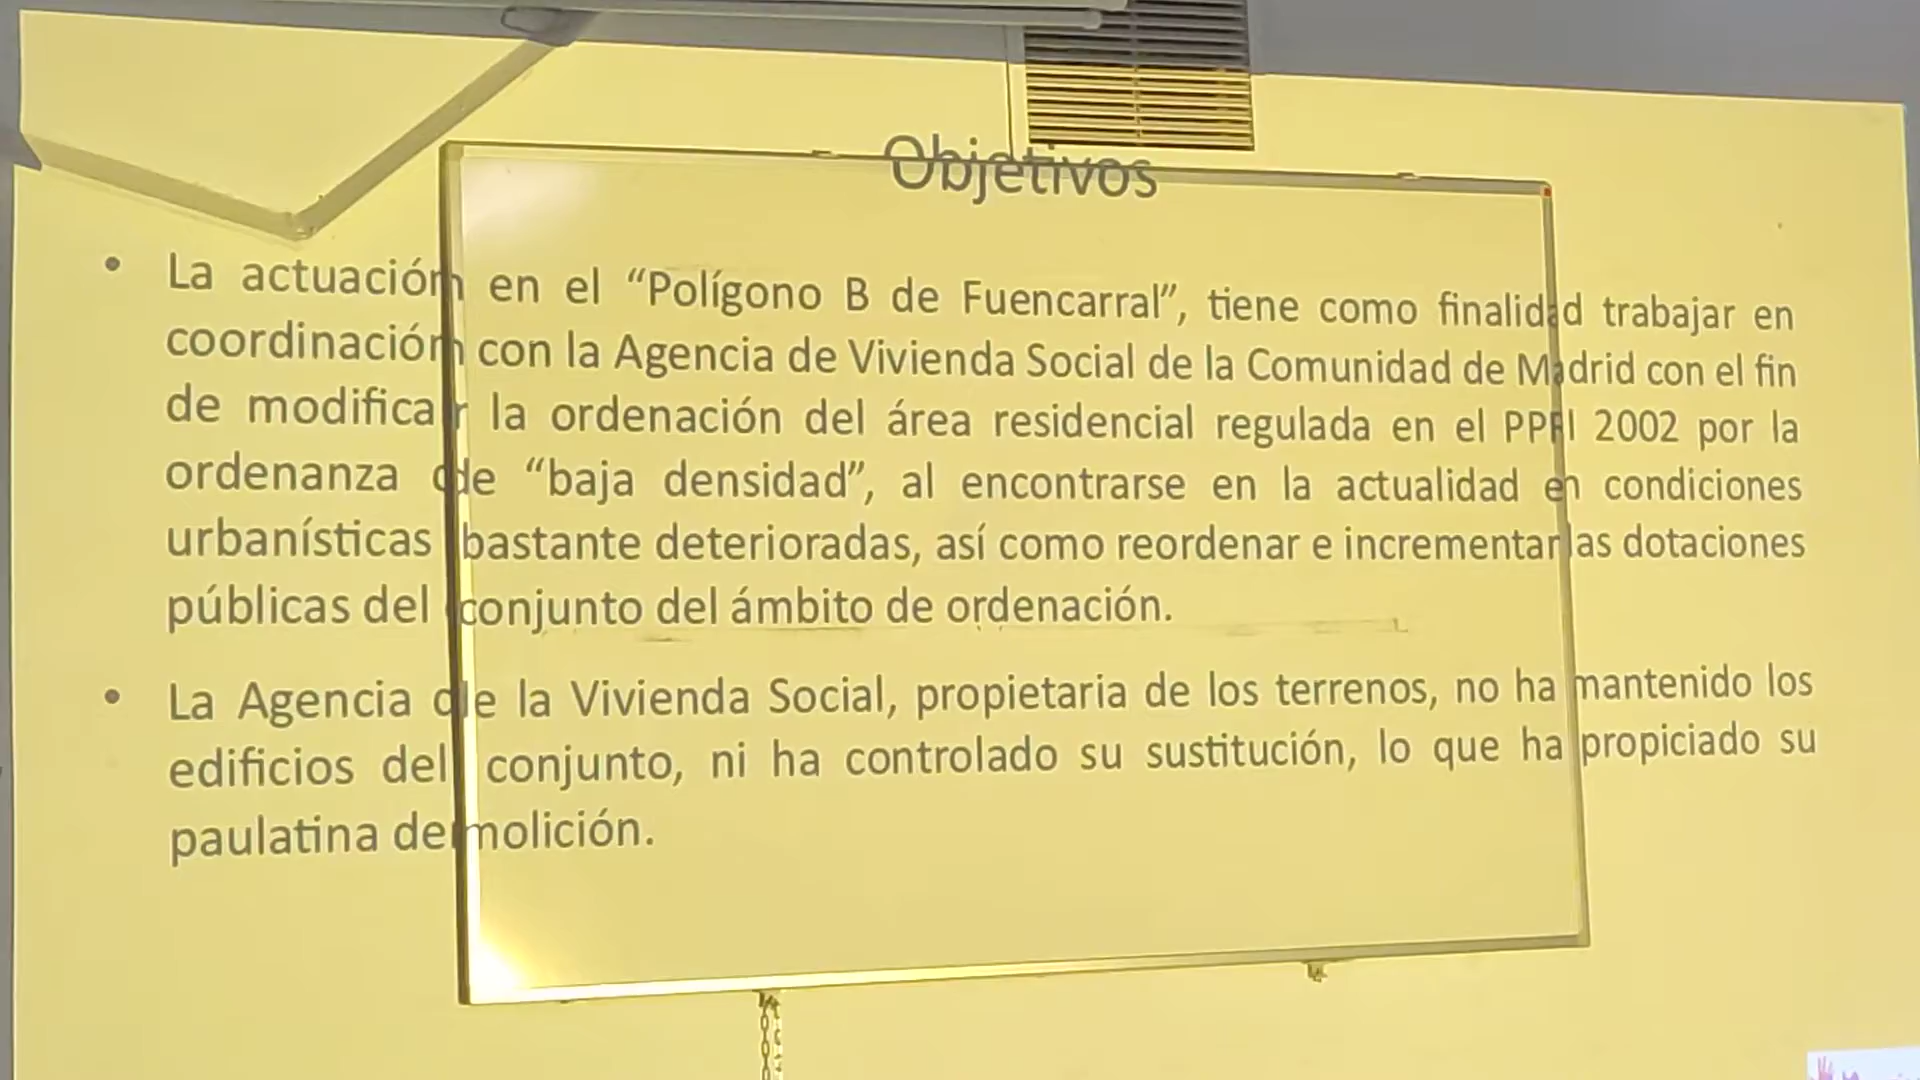 Objetivos
• La actuación en el “Polígono B de Fuencarral”, tiene como finalidad trabajar en
coordinación con la Agencia de Vivienda Social de la Comunidad de Madrid con el fin
de modificar la ordenación del área residencial regulada en el PPRI 2002 por la
ordenanza de “baja densidad”, al encontrarse en la actualidad en condiciones
urbanísticas bastante deterioradas, así como reordenar e incrementar las dotaciones
públicas del conjunto del ámbito de ordenación.
• La Agencia de la Vivienda Social, propietaria de los terrenos, no ha mantenido los
edificios del conjunto, ni ha controlado su sustitución, lo que ha propiciado su
paulatina demolición.